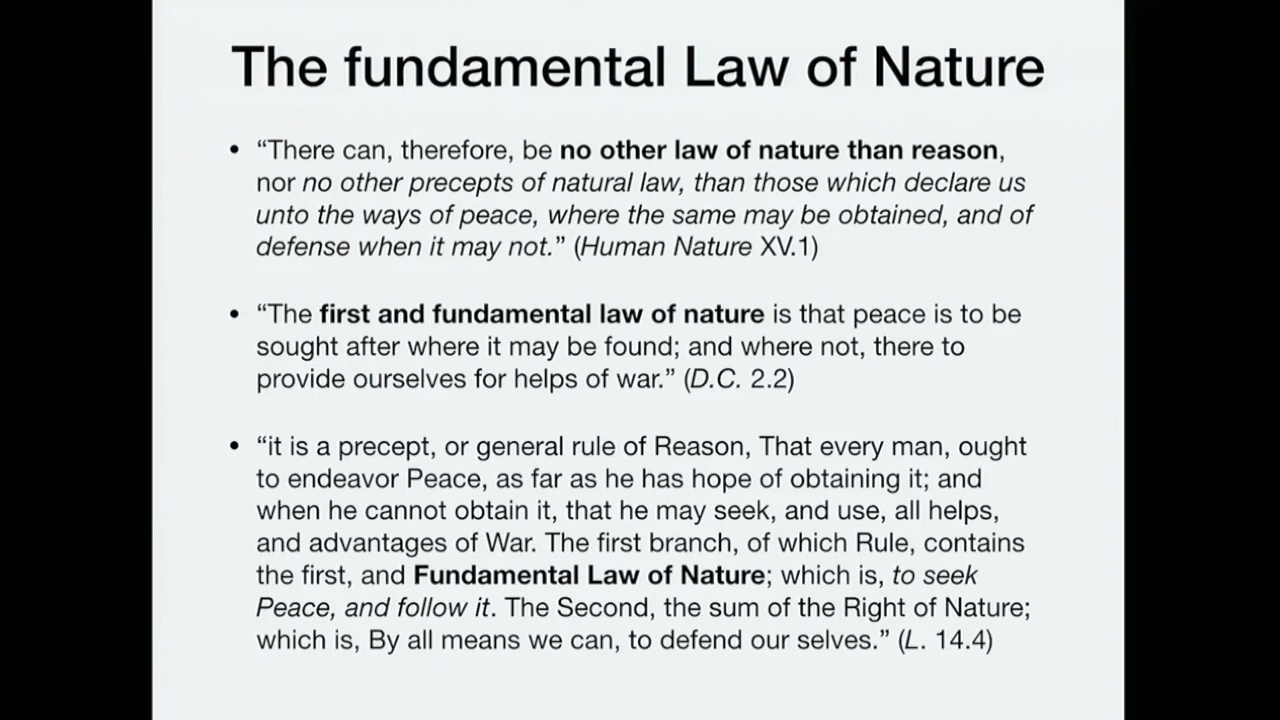 The fundamental Law of Nature
• “There can, therefore, be no other law of nature than reason,
nor no other precepts of natural law, than those which declare us
unto the ways of peace, where the same may be obtained, and of
defense when it may not.” (Human Nature XV.1)
• “The first and fundamental law of nature is that peace is to be
sought after where it may be found; and where not, there to
provide ourselves for helps of war.” (D.C. 2.2)
• “it is a precept, or general rule of Reason, That every man, ought
to endeavor Peace, as far as he has hope of obtaining it; and
when he cannot obtain it, that he may seek, and use, all helps,
and advantages of War. The first branch, of which Rule, contains
the first, and Fundamental Law of Nature; which is, to seek
Peace, and follow it. The Second, the sum of the Right of Nature;
which is, By all means we can, to defend our selves.” (L. 14.4)